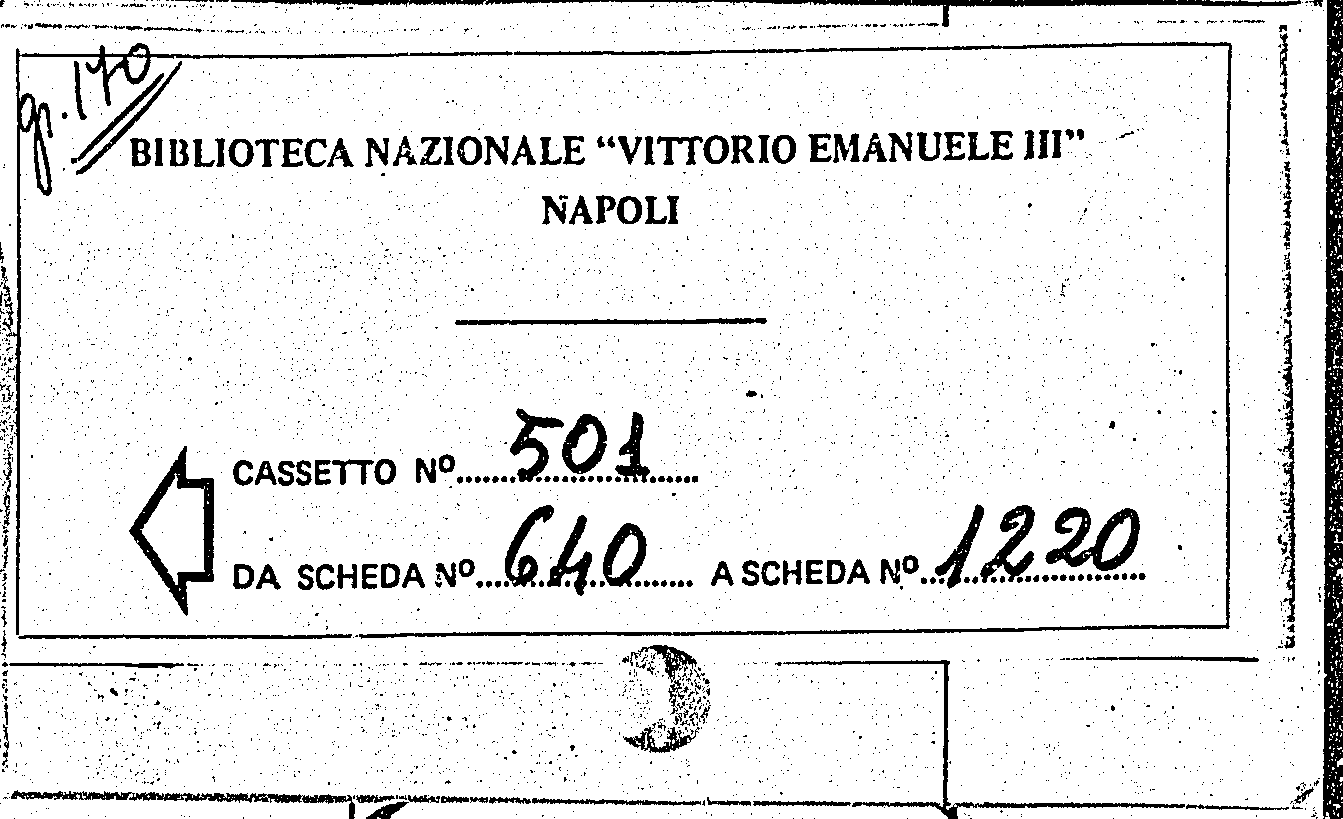 gr. 170
BIBLIOTECA NAZIONALE “VITTORIO EMANUELE III”
NAPOLI
CASSETTO Nº 501
DA SCHEDA Nº 640 A SCHEDA Nº 1220